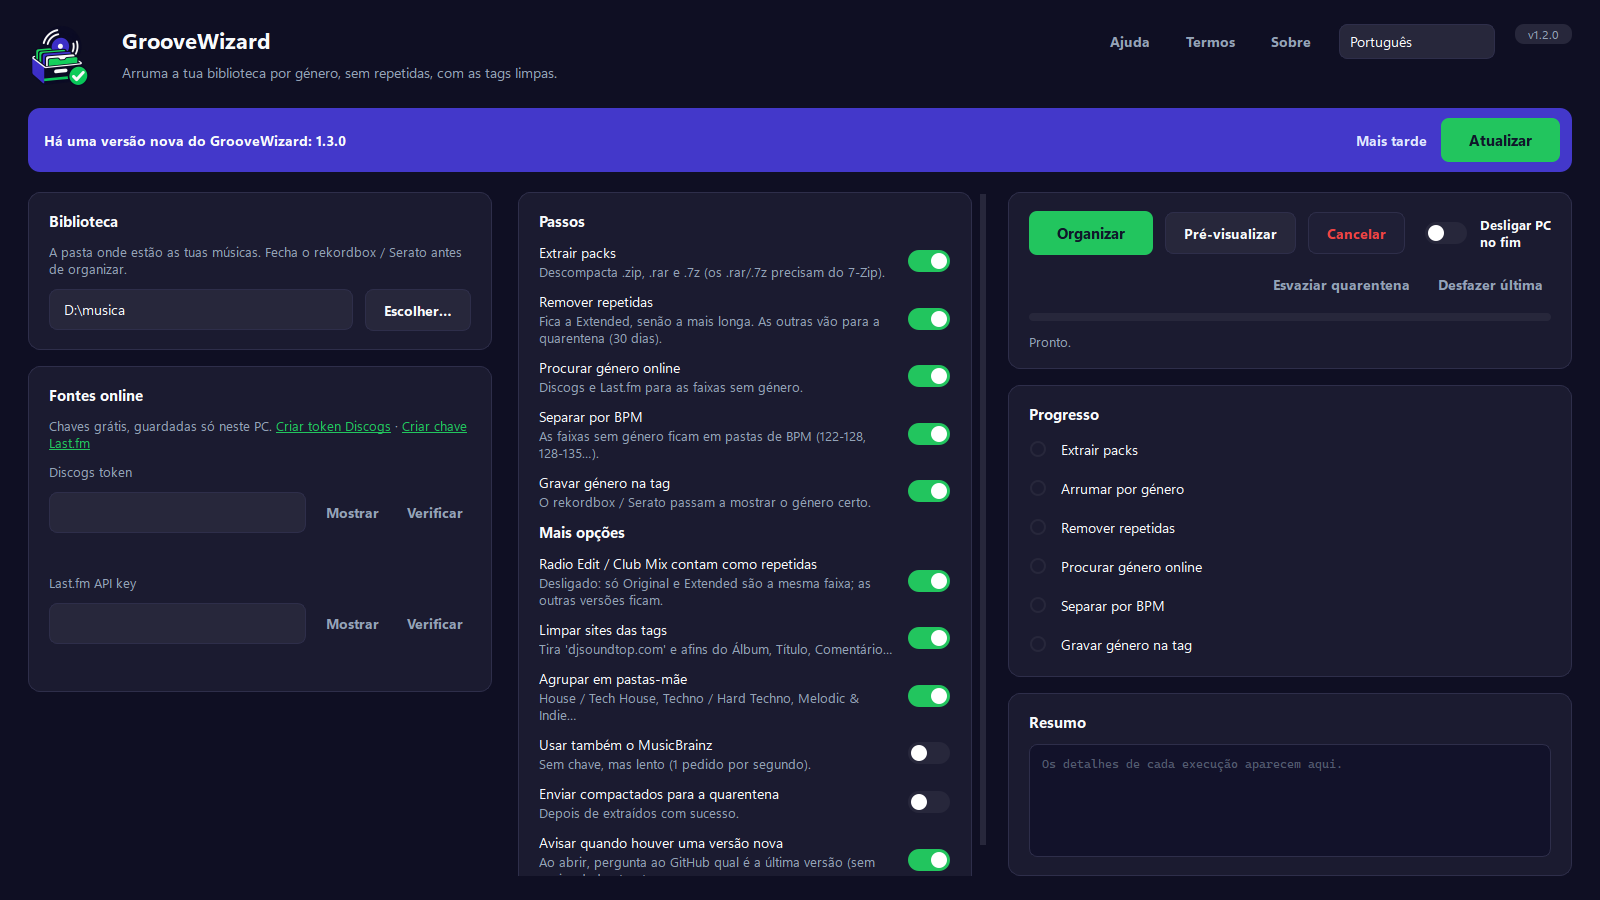 GrooveWizard
Arruma a tua biblioteca por género, sem repetidas, com as tags limpas.
Ajuda
Termos
Sobre
Português
v1.2.0
Há uma versão nova do GrooveWizard: 1.3.0
Mais tarde
Atualizar
Biblioteca
A pasta onde estão as tuas músicas. Fecha o rekordbox / Serato antes
de organizar.
D:\musica
Escolher...
Fontes online
Chaves grátis, guardadas só neste PC. Criar token Discogs · Criar chave
Last.fm
Discogs token
Mostrar
Verificar
Last.fm API key
Mostrar
Verificar
Passos
Extrair packs
Descompacta .zip, .rar e .7z (os .rar/.7z precisam do 7-Zip).
Remover repetidas
Fica a Extended, senão a mais longa. As outras vão para a
quarentena (30 dias).
Procurar género online
Discogs e Last.fm para as faixas sem género.
Separar por BPM
As faixas sem género ficam em pastas de BPM (122-128,
128-135...).
Gravar género na tag
O rekordbox / Serato passam a mostrar o género certo.
Mais opções
Radio Edit / Club Mix contam como repetidas
Desligado: só Original e Extended são a mesma faixa; as
outras versões ficam.
Limpar sites das tags
Tira 'djsoundtop.com' e afins do Álbum, Título, Comentário...
Agrupar em pastas-mãe
House / Tech House, Techno / Hard Techno, Melodic &
Indie...
Usar também o MusicBrainz
Sem chave, mas lento (1 pedido por segundo).
Enviar compactados para a quarentena
Depois de extraídos com sucesso.
Avisar quando houver uma versão nova
Ao abrir, pergunta ao GitHub qual é a última versão (sem
Organizar
Pré-visualizar
Cancelar
Desligar PC
no fim
Esvaziar quarentena
Desfazer última
Pronto.
Progresso
Extrair packs
Arrumar por género
Remover repetidas
Procurar género online
Separar por BPM
Gravar género na tag
Resumo
Os detalhes de cada execução aparecem aqui.